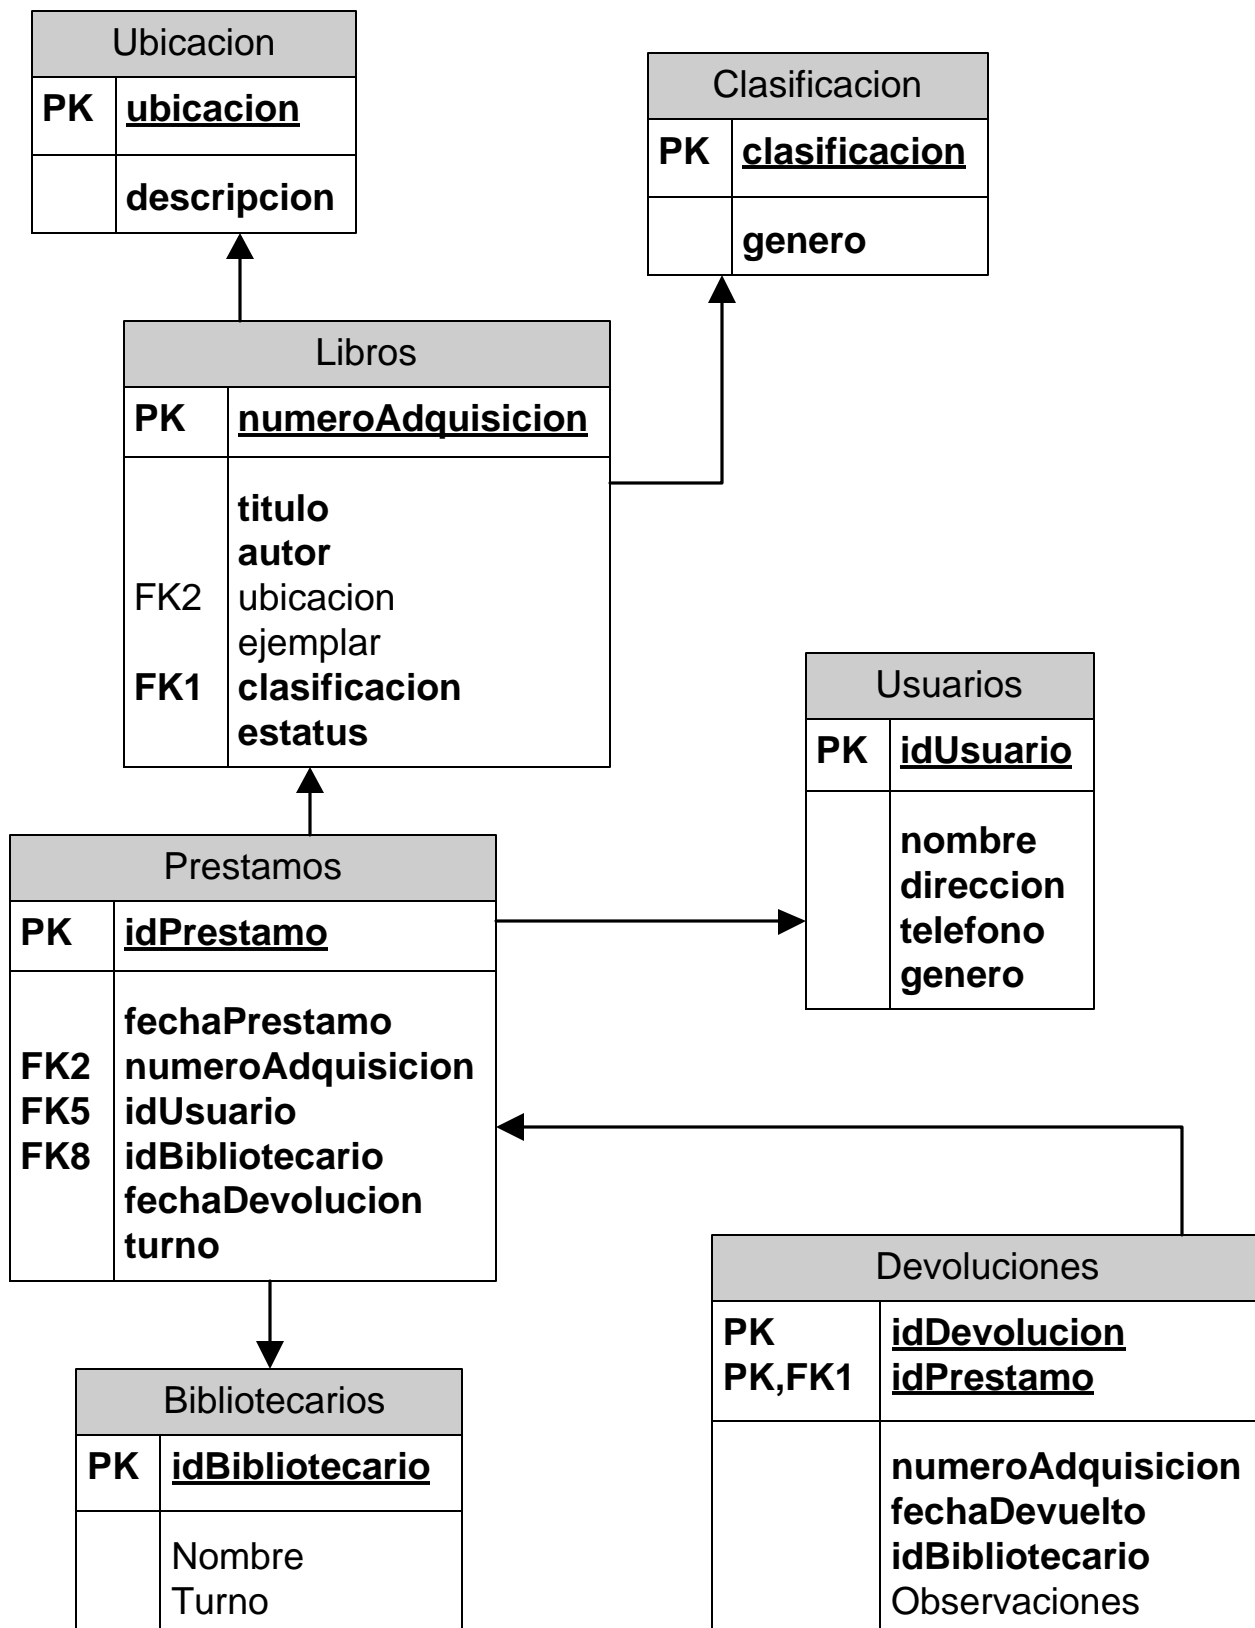 Ubicacion
PK ubicacion
descripcion
Clasificacion
PK clasificacion
genero
Libros
PK numeroAdquisicion
titulo
autor
FK2 ubicacion
ejemplar
FK1 clasificacion
estatus
Usuarios
PK idUsuario
nombre
direccion
telefono
genero
Prestamos
PK idPrestamo
fechaPrestamo
FK2 numeroAdquisicion
FK5 idUsuario
FK8 idBibliotecario
fechaDevolucion
turno
Devoluciones
PK idDevolucion
PK,FK1 idPrestamo
numeroAdquisicion
fechaDevuelto
idBibliotecario
Observaciones
Bibliotecarios
PK idBibliotecario
Nombre
Turno